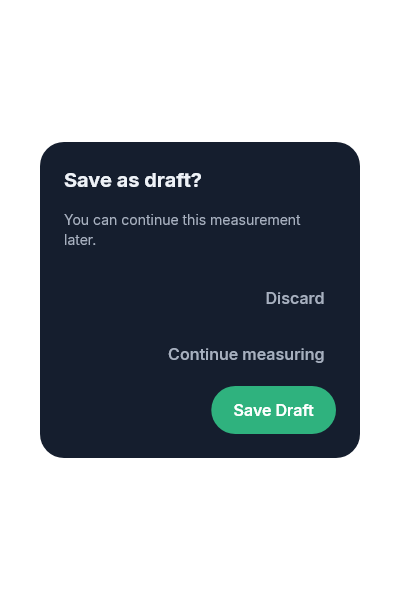 Save as draft?
You can continue this measurement
later.
Discard
Continue measuring
Save Draft